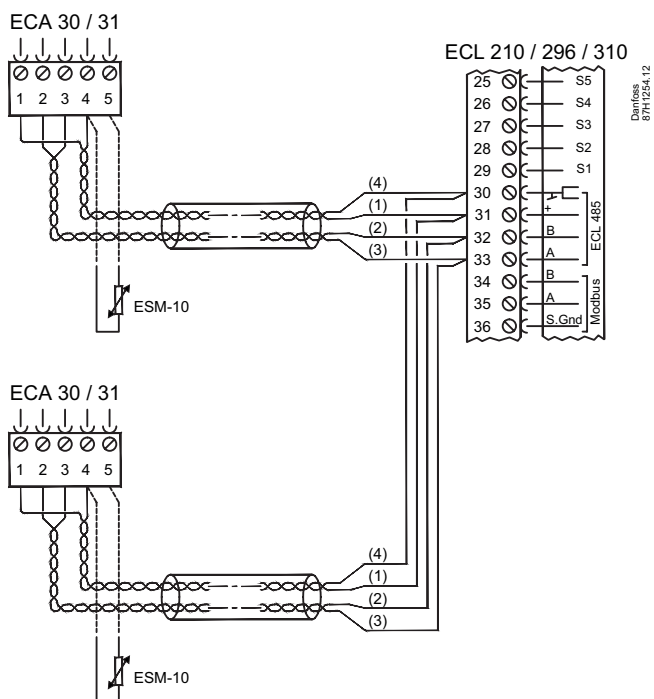 ECA 30 / 31
1 2 3 4 5
ESM-10
(4)
(1)
(2)
(3)
ECL 210 / 296 / 310
25 S5
26 S4
27 S3
28 S2
29 S1
30
31 +
32 B
33 A
ECL 485
34 B
35 A
36 S.Gnd
Modbus
Danfoss
87H1254.12
ECA 30 / 31
1 2 3 4 5
ESM-10
(4)
(1)
(2)
(3)